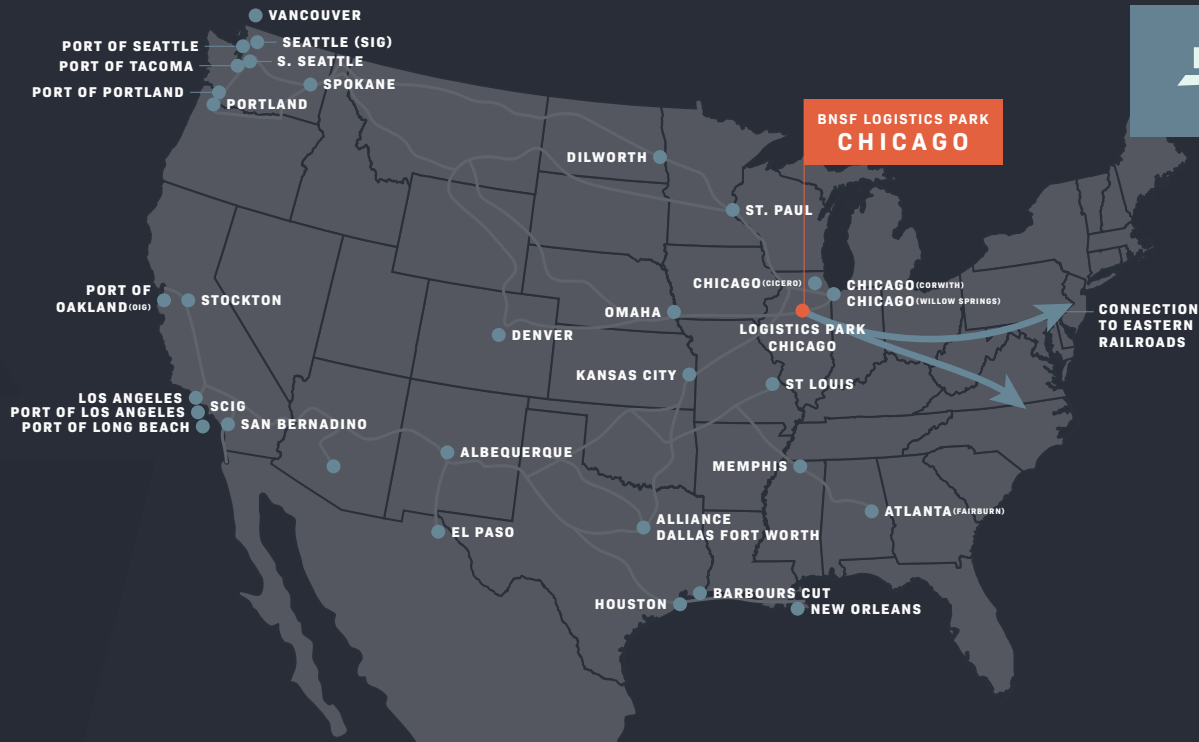 VANCOUVER
PORT OF SEATTLE
SEATTLE (SIG)
PORT OF TACOMA
S. SEATTLE
SPOKANE
PORT OF PORTLAND
PORTLAND
BNSF LOGISTICS PARK
CHICAGO
DILWORTH
ST. PAUL
CHICAGO(CICERO)
CHICAGO(CORWITH)
CHICAGO(WILLOW SPRINGS)
PORT OF
OAKLAND(OIG)
STOCKTON
OMAHA
CONNECTION
TO EASTERN
RAILROADS
LOGISTICS PARK
CHICAGO
DENVER
KANSAS CITY
ST LOUIS
LOS ANGELES
PORT OF LOS ANGELES
SCIG
PORT OF LONG BEACH
SAN BERNADINO
ALBEQUERQUE
MEMPHIS
ATLANTA(FAIRBURN)
EL PASO
ALLIANCE
DALLAS FORT WORTH
BARBOURS CUT
HOUSTON
NEW ORLEANS